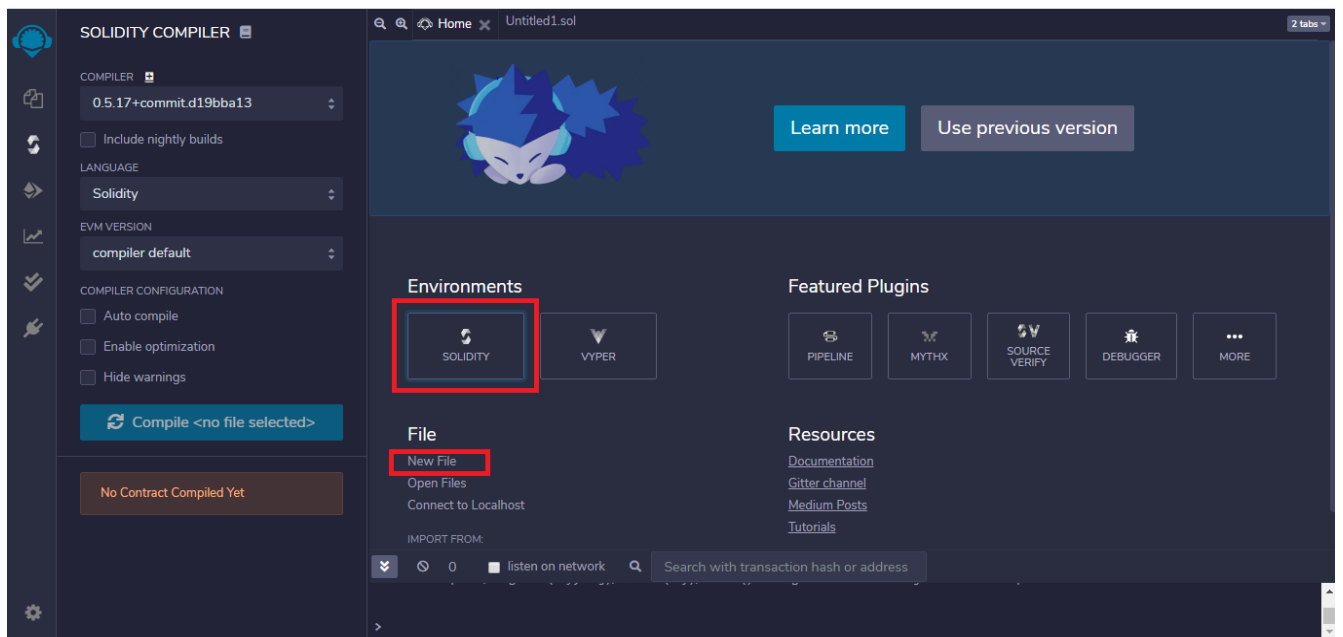 SOLIDITY COMPILER
COMPILER
0.5.17+commit.d19bba13
Include nightly builds
LANGUAGE
Solidity
EVM VERSION
compiler default
COMPILER CONFIGURATION
Auto compile
Enable optimization
Hide warnings
Compile <no file selected>
No Contract Compiled Yet
Home
Untitled1.sol
2 tabs
Learn more
Use previous version
Environments
SOLIDITY
VYPER
Featured Plugins
PIPELINE
MYTHX
SOURCE
VERIFY
DEBUGGER
MORE
File
New File
Open Files
Connect to Localhost
IMPORT FROM:
Resources
Documentation
Gitter channel
Medium Posts
Tutorials
0
listen on network
Search with transaction hash or address
>